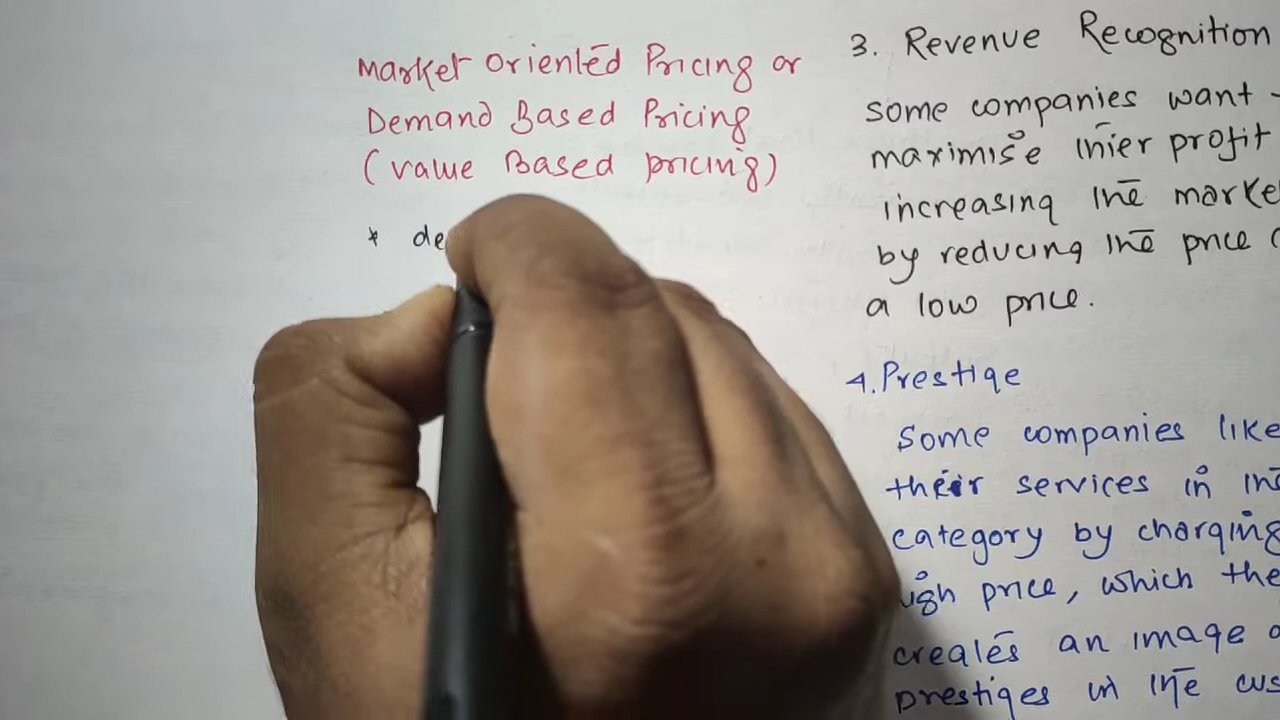 Market Oriented Pricing or
Demand Based Pricing
(value Based pricing)
* de
3. Revenue Recognition
some companies want
maximise their profit
increasing the marke
by reducing the price
a low price.
4. Prestige
Some companies like
their services in the
category by charging
igh price, which the
creates an image
prestiges in the cus